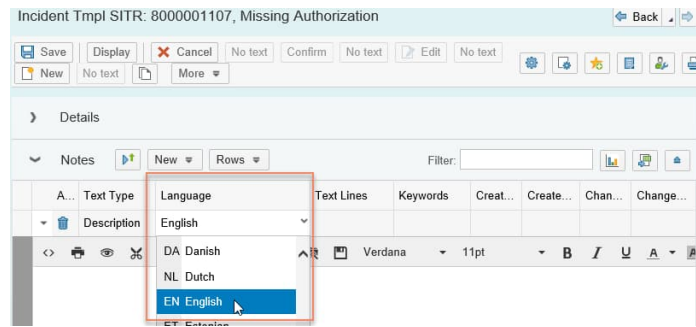 Incident Tmpl SITR: 8000001107, Missing Authorization
Back
Save Display Cancel No text Confirm No text Edit No text
New No text More
Details
Notes New Rows Filter:
A... Text Type Language Text Lines Keywords Creat... Create... Chan... Change...
Description English
Verdana 11pt B I U A A
DA Danish
NL Dutch
EN English
ET Estonian